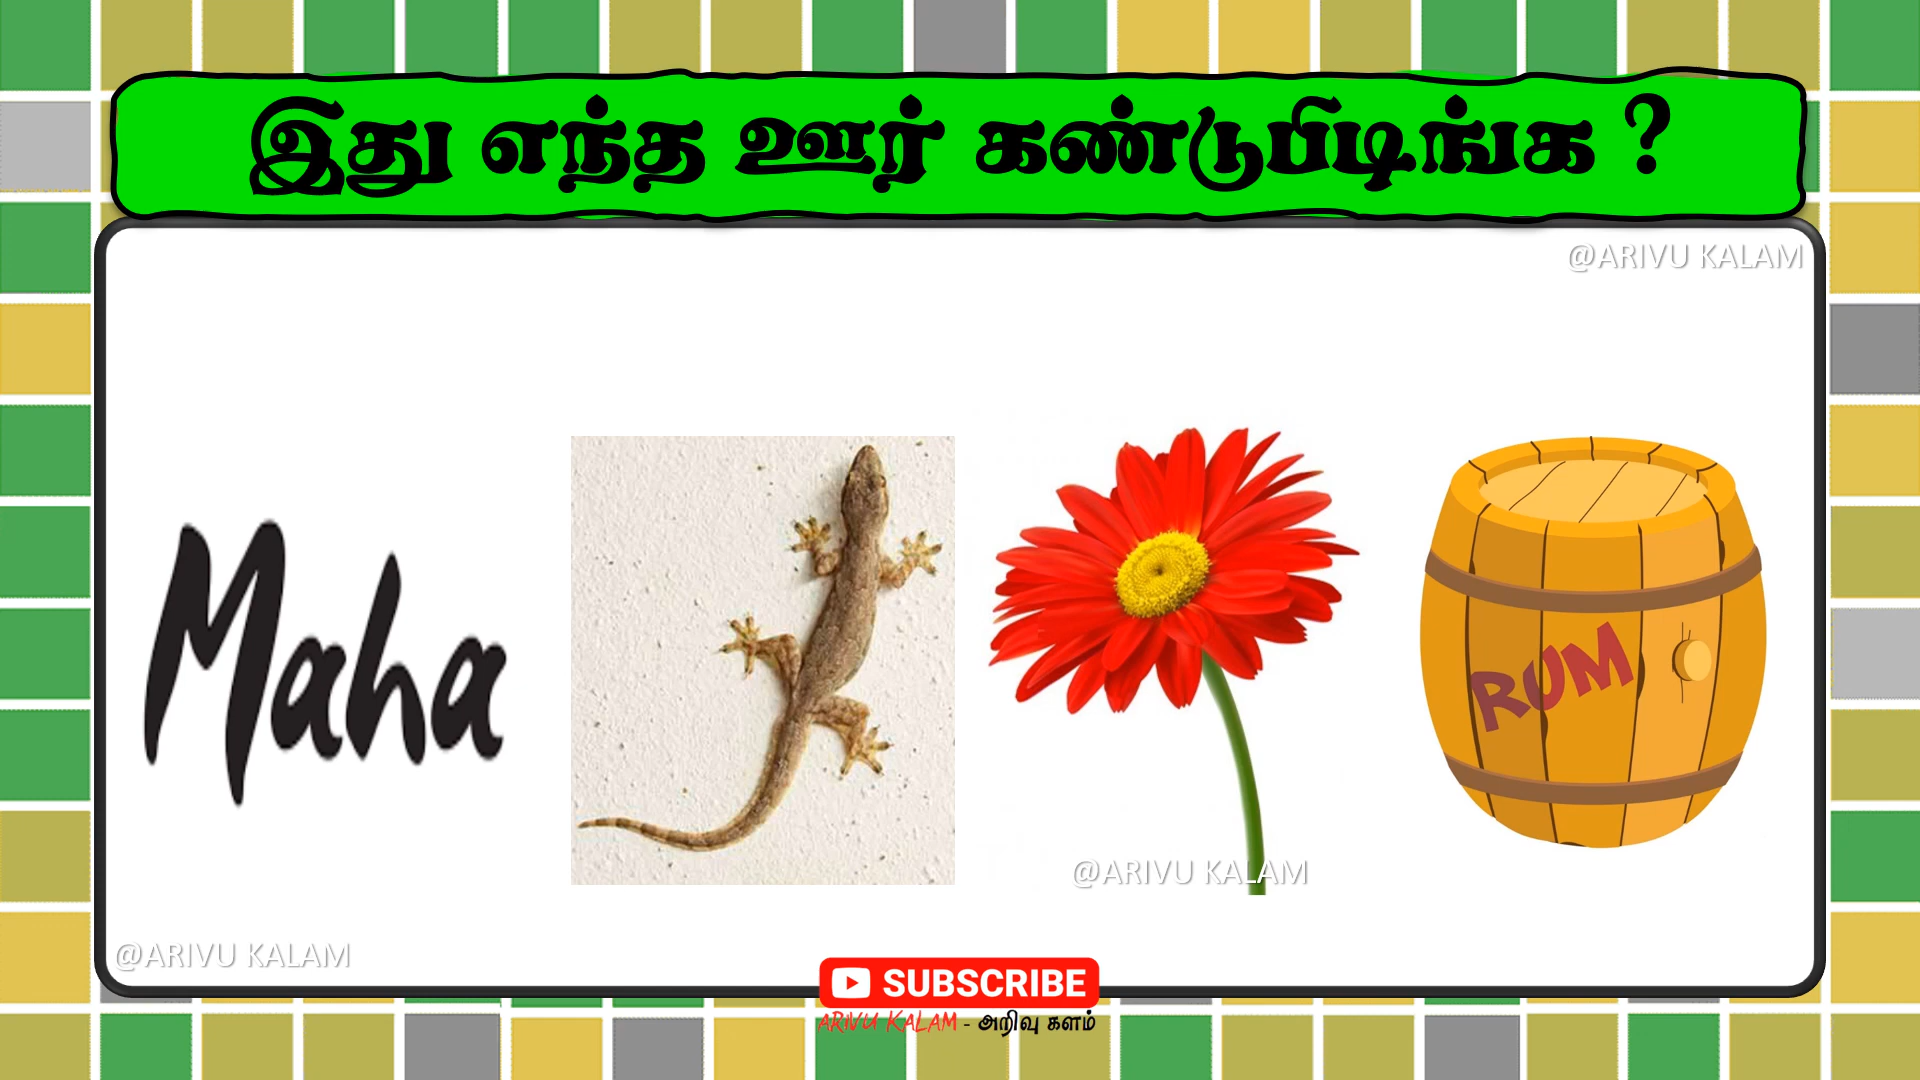 இது எந்த ஊர் கண்டுபிடிங்க ?
@ARIVU KALAM
Maha
RUM
@ARIVU KALAM
@ARIVU KALAM
SUBSCRIBE
ARIVU KALAM - அறிவு களம்